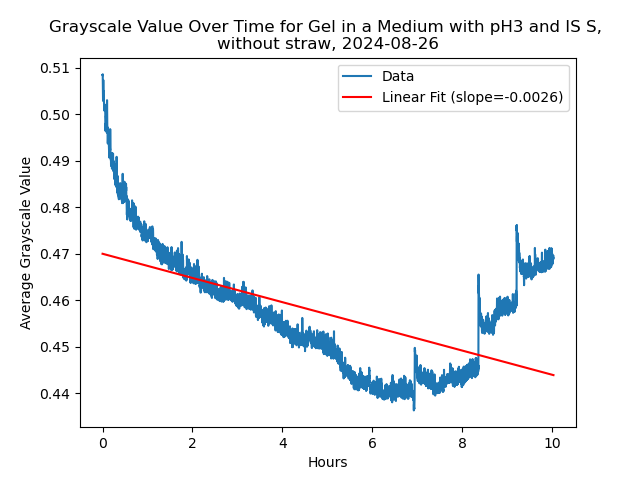 Grayscale Value Over Time for Gel in a Medium with pH3 and IS S,
without straw, 2024-08-26
Data
Linear Fit (slope=-0.0026)
0.51
0.50
0.49
0.48
0.47
0.46
0.45
0.44
Average Grayscale Value
0 2 4 6 8 10
Hours